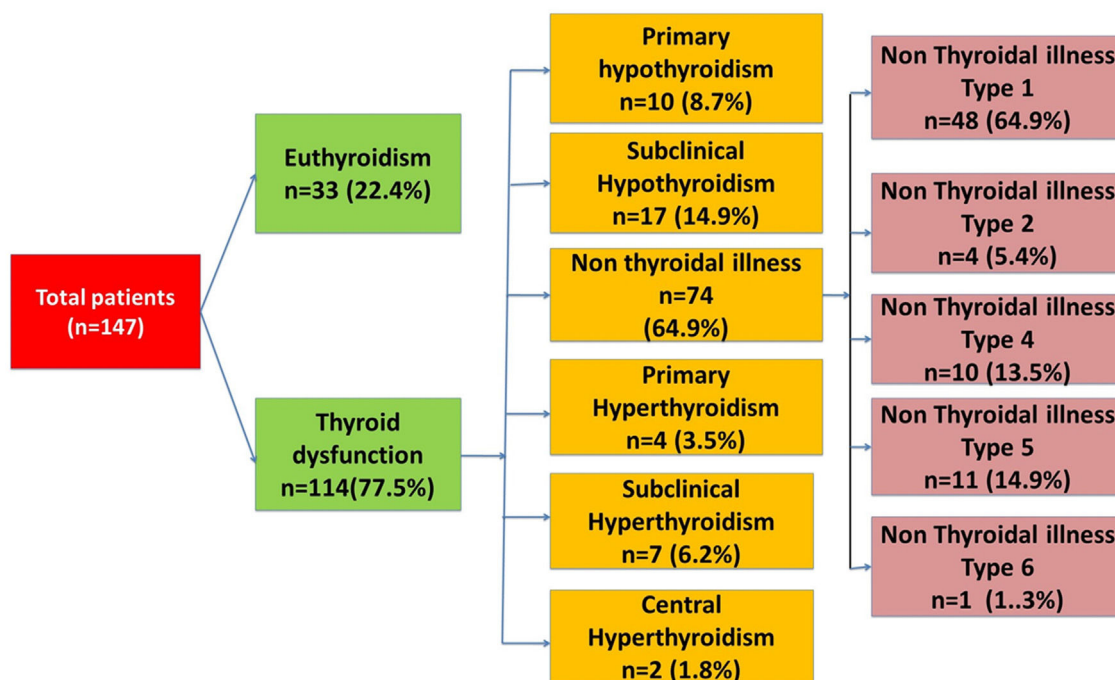 Total patients
(n=147)
Euthyroidism
n=33 (22.4%)
Thyroid
dysfunction
n=114(77.5%)
Primary
hypothyroidism
n=10 (8.7%)
Subclinical
Hypothyroidism
n=17 (14.9%)
Non thyroidal illness
n=74
(64.9%)
Primary
Hyperthyroidism
n=4 (3.5%)
Subclinical
Hyperthyroidism
n=7 (6.2%)
Central
Hyperthyroidism
n=2 (1.8%)
Non Thyroidal illness
Type 1
n=48 (64.9%)
Non Thyroidal illness
Type 2
n=4 (5.4%)
Non Thyroidal illness
Type 4
n=10 (13.5%)
Non Thyroidal illness
Type 5
n=11 (14.9%)
Non Thyroidal illness
Type 6
n=1 (1..3%)